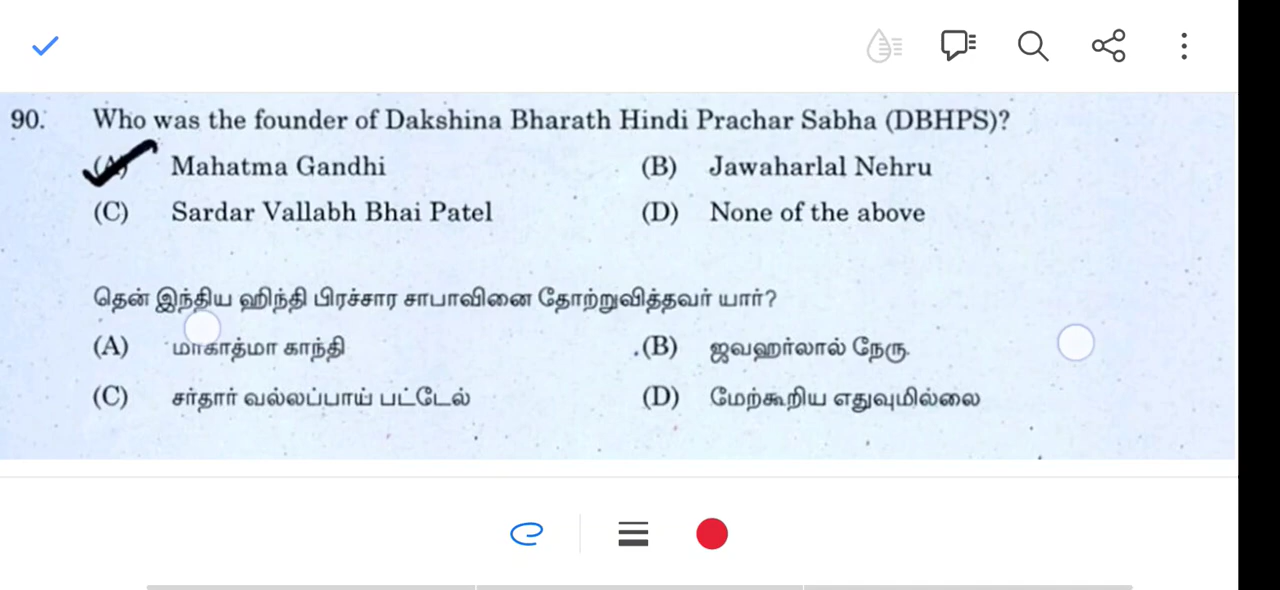 90. Who was the founder of Dakshina Bharath Hindi Prachar Sabha (DBHPS)?
(A) Mahatma Gandhi (B) Jawaharlal Nehru
(C) Sardar Vallabh Bhai Patel (D) None of the above
தென் இந்திய ஹிந்தி பிரச்சார சாபாவினை தோற்றுவித்தவர் யார்?
(A) மாகாத்மா காந்தி (B) ஜவஹர்லால் நேரு.
(C) சர்தார் வல்லப்பாய் பட்டேல் (D) மேற்கூறிய எதுவுமில்லை